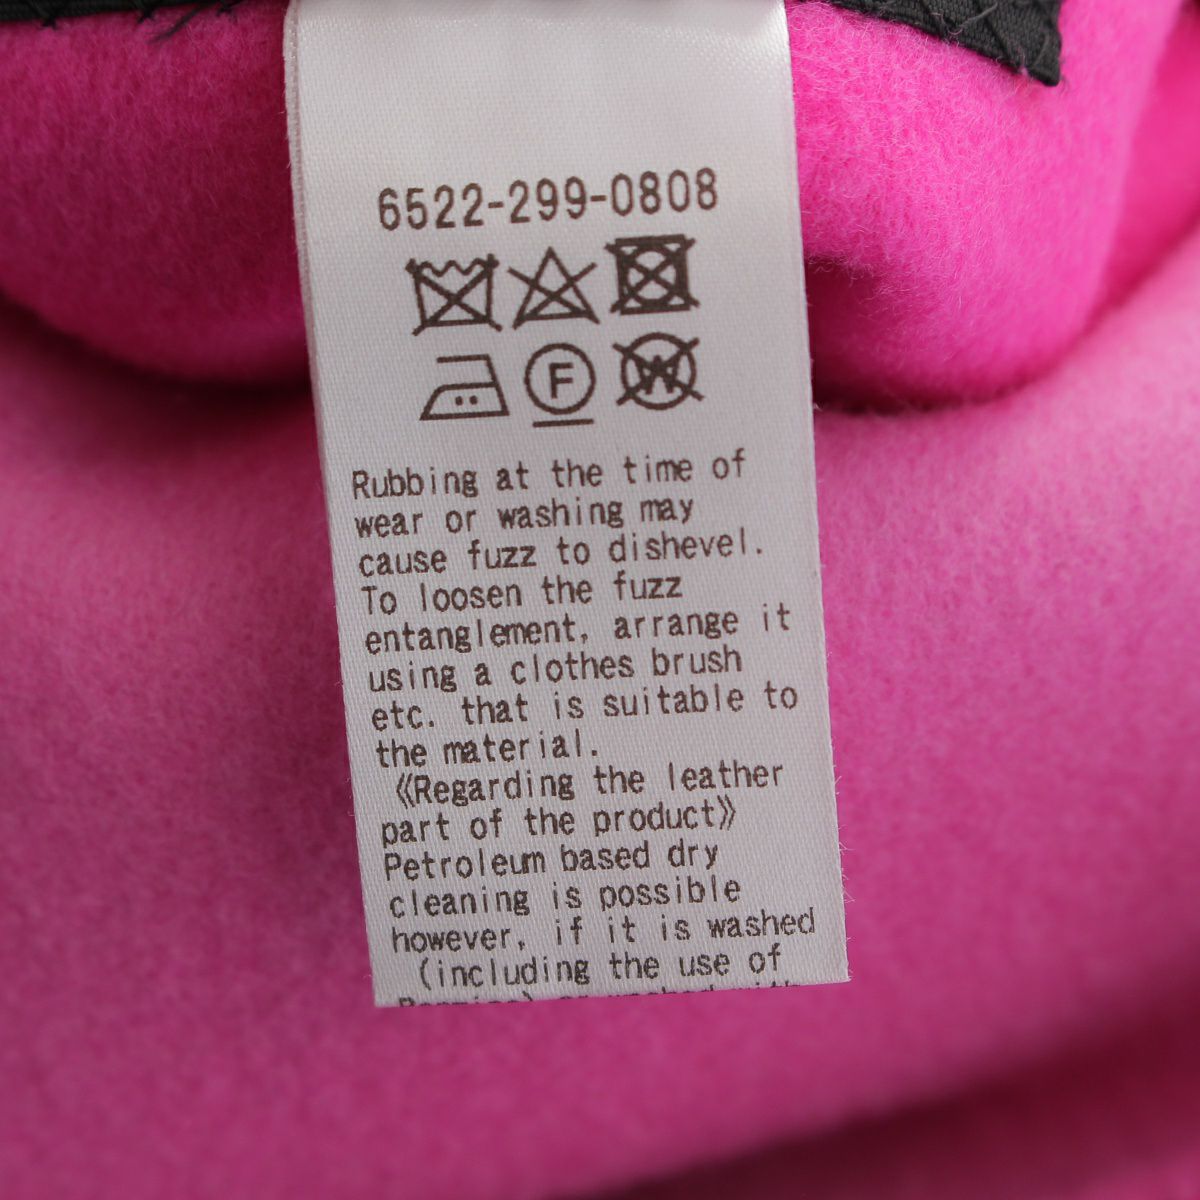 6522-299-0808
F W
Rubbing at the time of
wear or washing may
cause fuzz to dishevel.
To loosen the fuzz
entanglement, arrange it
using a clothes brush
etc. that is suitable to
the material.
《Regarding the leather
part of the product》
Petroleum based dry
cleaning is possible
however, if it is washed
(including the use of